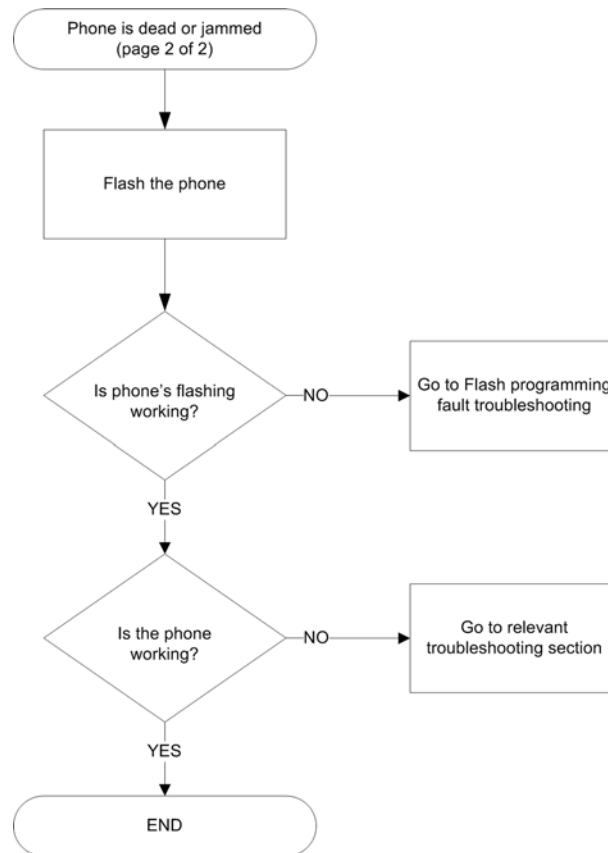 Phone is dead or jammed
(page 2 of 2)
Flash the phone
Is phone's flashing
working?
NO
Go to Flash programming
fault troubleshooting
YES
Is the phone
working?
NO
Go to relevant
troubleshooting section
YES
END